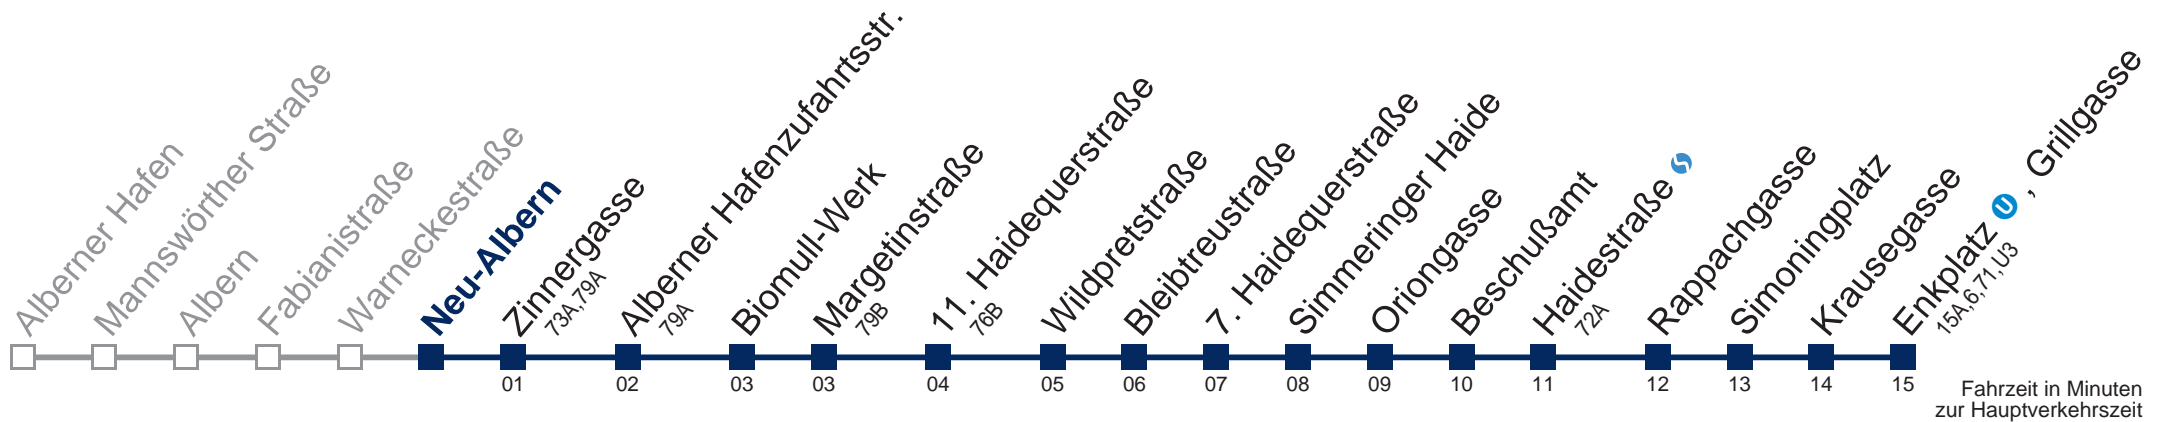 Alberner Hafen
Mannswörther Straße
Albern
Fabianistraße
Warneckestraße
Neu-Albern
Zinnergasse
73A,79A
Alberner Hafenzufahrtsstr.
79A
Biomull-Werk
Margetinstraße
79B
11. Haidequerstraße
76B
Wildpretstraße
Bleibtreustraße
7. Haidequerstraße
Simmeringer Haide
Oriongasse
Beschußamt
Haidestraße S
72A
Rappachgasse
Simoningplatz
Krausegasse
Enkplatz U , Grillgasse
15A,6,71,U3
01 02 03 03 04 05 06 07 08 09 10 11 12 13 14 15
Fahrzeit in Minuten
zur Hauptverkehrszeit